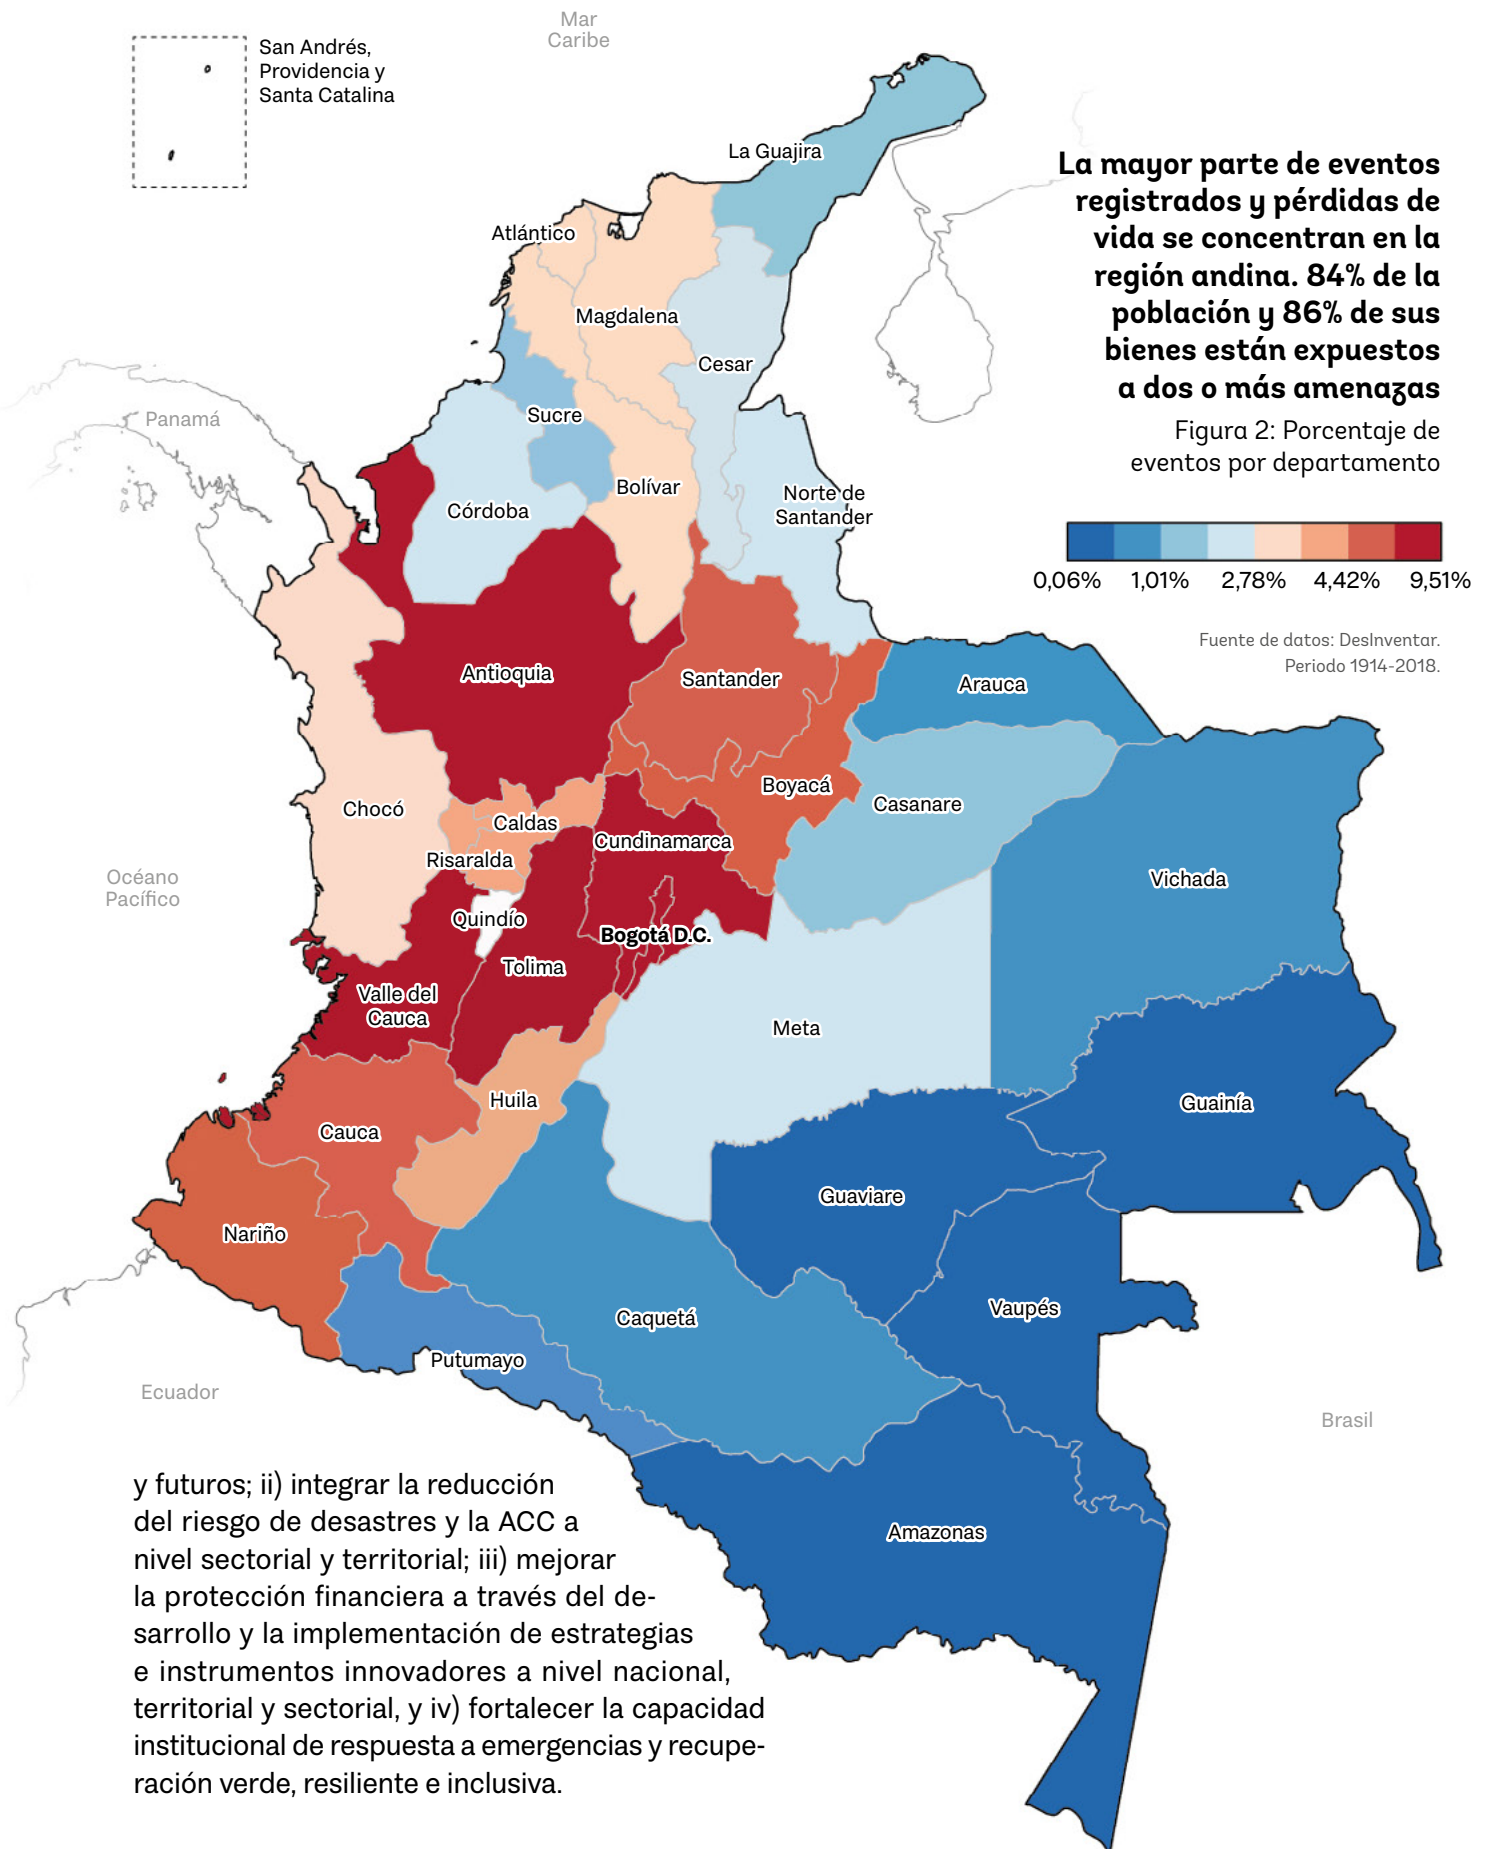 Mar
Caribe
San Andrés,
Providencia y
Santa Catalina
La Guajira
La mayor parte de eventos
registrados y pérdidas de
vida se concentran en la
región andina. 84% de la
población y 86% de sus
bienes están expuestos
a dos o más amenazas
Figura 2: Porcentaje de
eventos por departamento
0,06% 1,01% 2,78% 4,42% 9,51%
Fuente de datos: DesInventar.
Periodo 1914-2018.
Atlántico
Magdalena
Cesar
Panamá
Sucre
Bolívar
Norte de
Santander
Córdoba
Antioquia
Santander
Arauca
Boyacá
Casanare
Chocó
Caldas
Cundinamarca
Risaralda
Océano
Pacífico
Vichada
Quindío
Bogotá D.C.
Tolima
Valle del
Cauca
Meta
Huila
Guainía
Cauca
Guaviare
Nariño
Vaupés
Caquetá
Putumayo
Ecuador
Brasil
Amazonas
y futuros; ii) integrar la reducción
del riesgo de desastres y la ACC a
nivel sectorial y territorial; iii) mejorar
la protección financiera a través del de-
sarrollo y la implementación de estrategias
e instrumentos innovadores a nivel nacional,
territorial y sectorial, y iv) fortalecer la capacidad
institucional de respuesta a emergencias y recupe-
ración verde, resiliente e inclusiva.